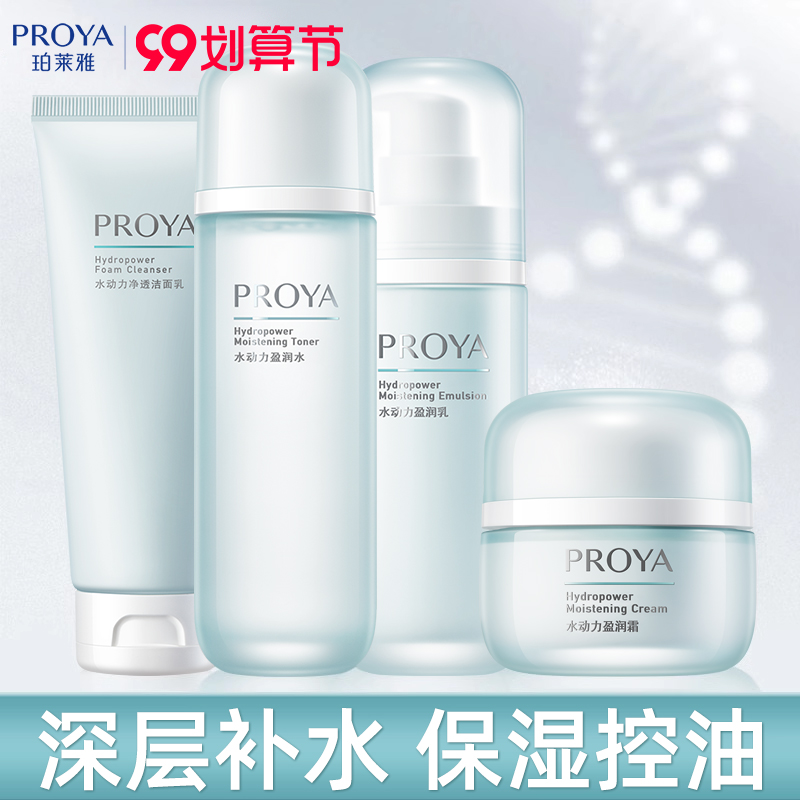 PROYA
珀莱雅
99划算节
PROYA
Hydropower
Foam Cleanser
水动力净透洁面乳
PROYA
Hydropower
Moistening Toner
水动力盈润水
PROYA
Hydropower
Moistening Emulsion
水动力盈润乳
PROYA
Hydropower
Moistening Cream
水动力盈润霜
深层补水 保湿控油